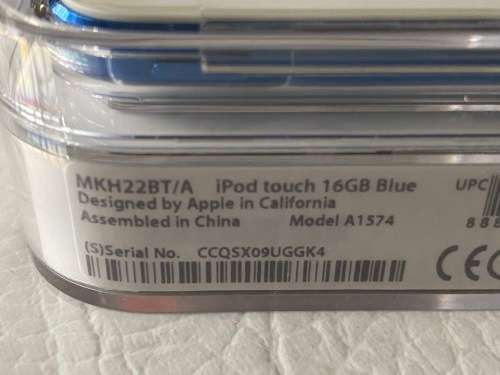 MKH22BT/A iPod touch 16GB Blue
Designed by Apple in California
Assembled in China Model A1574
(S)Serial No. CCQSX09UGGK4
UPC
CE